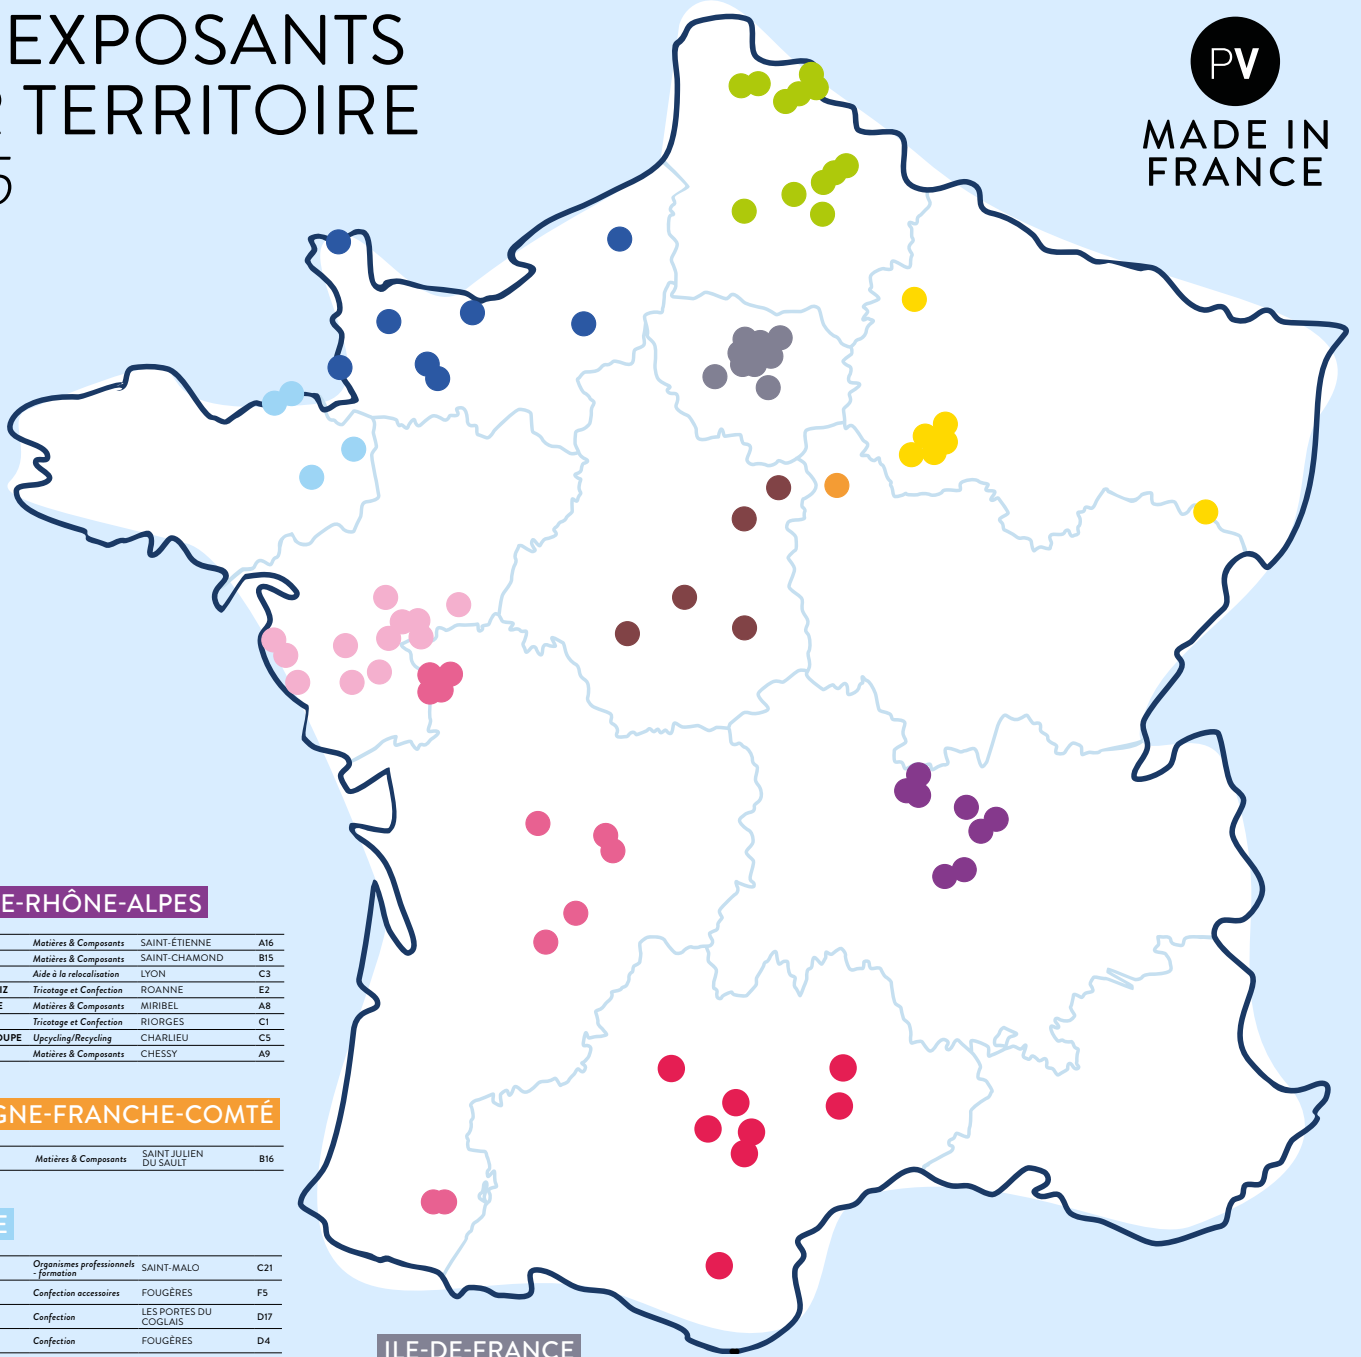 EXPOSANTS
TERRITOIRE
5
PV
MADE IN
FRANCE
E-RHÔNE-ALPES
Matières & Composants SAINT-ÉTIENNE A16
Matières & Composants SAINT-CHAMOND B15
Aide à la relocalisation LYON C3
IZ Tricotage et Confection ROANNE E2
E Matières & Composants MIRIBEL A8
Tricotage et Confection RIORGES C1
OUPE Upcycling/Recycling CHARLIEU C5
Matières & Composants CHESSY A9
GNE-FRANCHE-COMTÉ
Matières & Composants SAINT JULIEN DU SAULT B16
E
Organismes professionnels - formation SAINT-MALO C21
Confection accessoires FOUGÈRES F5
Confection LES PORTES DU COGLAIS D17
Confection FOUGÈRES D4
ILE-DE-FRANCE